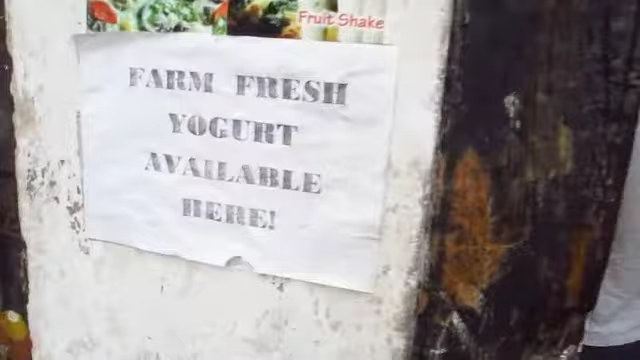 Fruit Shake
FARM FRESH
YOGURT
AVAILABLE
HERE!